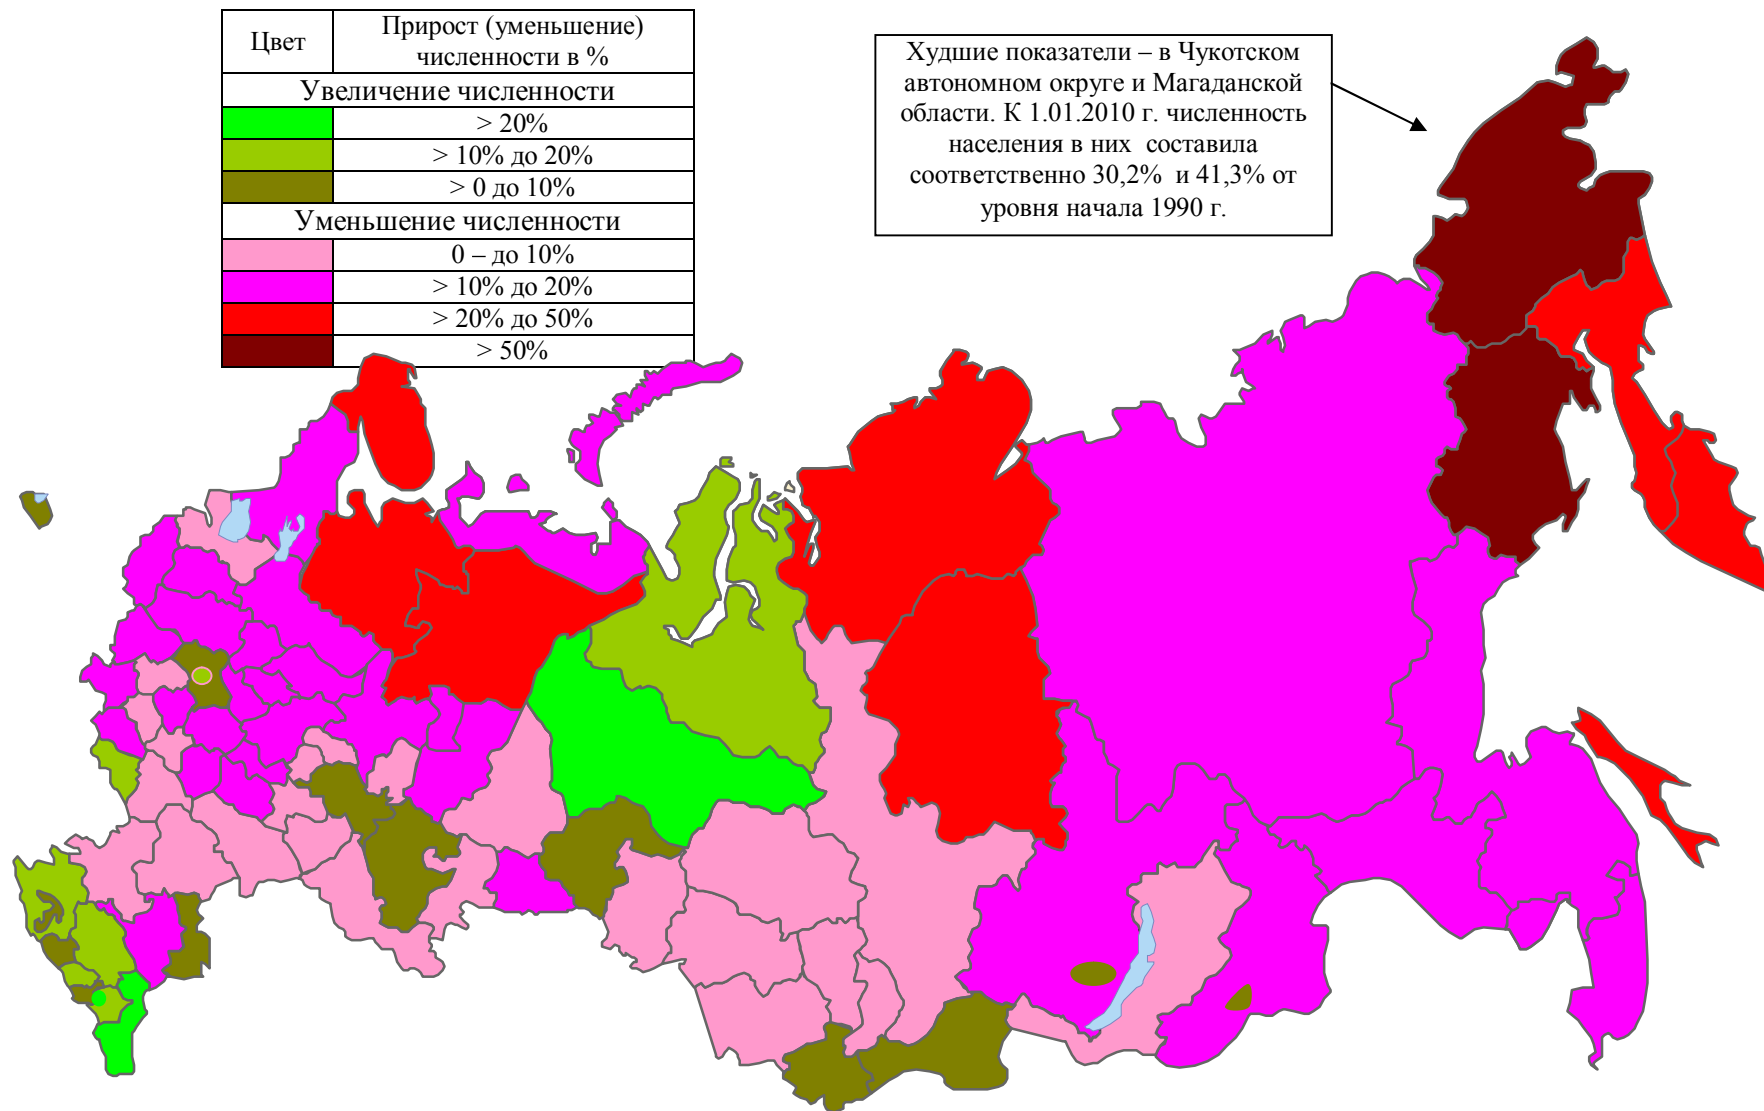 Цвет
Прирост (уменьшение)
численности в %
Увеличение численности
> 20%
> 10% до 20%
> 0 до 10%
Уменьшение численности
0 – до 10%
> 10% до 20%
> 20% до 50%
> 50%
Худшие показатели – в Чукотском
автономном округе и Магаданской
области. К 1.01.2010 г. численность
населения в них составила
соответственно 30,2% и 41,3% от
уровня начала 1990 г.